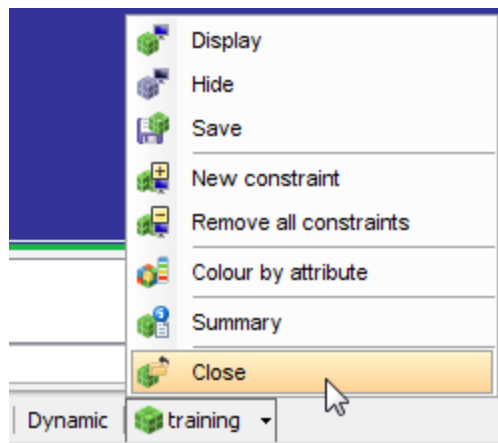 Display
Hide
Save
New constraint
Remove all constraints
Colour by attribute
Summary
Close
Dynamic training